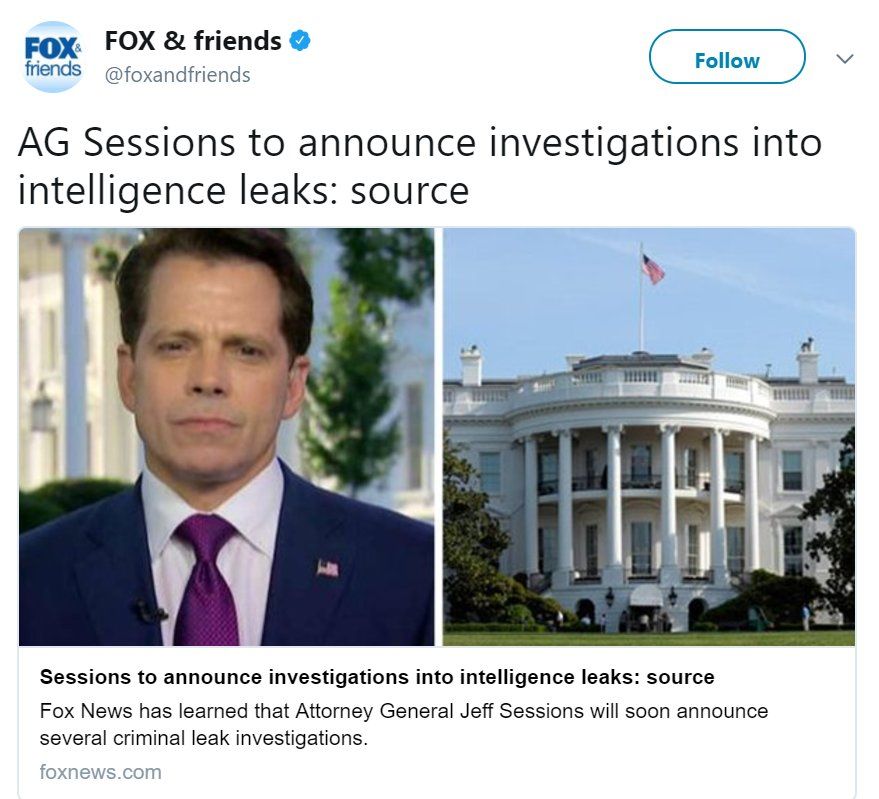 FOX&
friends
FOX & friends
@foxandfriends
Follow
AG Sessions to announce investigations into
intelligence leaks: source
Sessions to announce investigations into intelligence leaks: source
Fox News has learned that Attorney General Jeff Sessions will soon announce
several criminal leak investigations.
foxnews.com